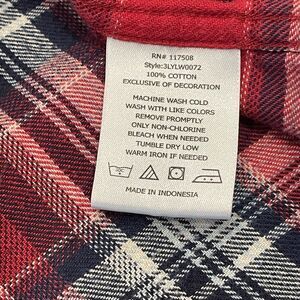 RN# 117508
Style:3LYLW0072
100% COTTON
EXCLUSIVE OF DECORATION
MACHINE WASH COLD
WASH WITH LIKE COLORS
REMOVE PROMPTLY
ONLY NON-CHLORINE
BLEACH WHEN NEEDED
TUMBLE DRY LOW
WARM IRON IF NEEDED
MADE IN INDONESIA